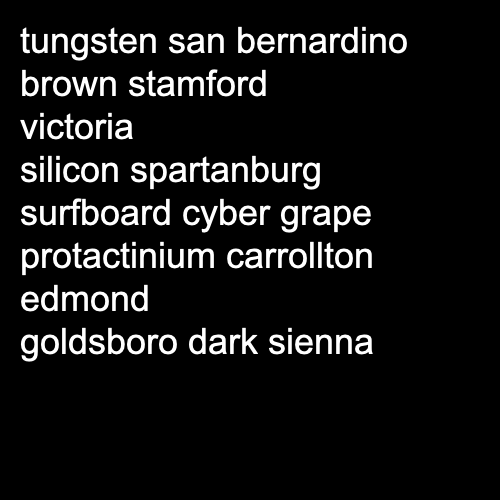 tungsten san bernardino
brown stamford
victoria
silicon spartanburg
surfboard cyber grape
protactinium carrollton
edmond
goldsboro dark sienna